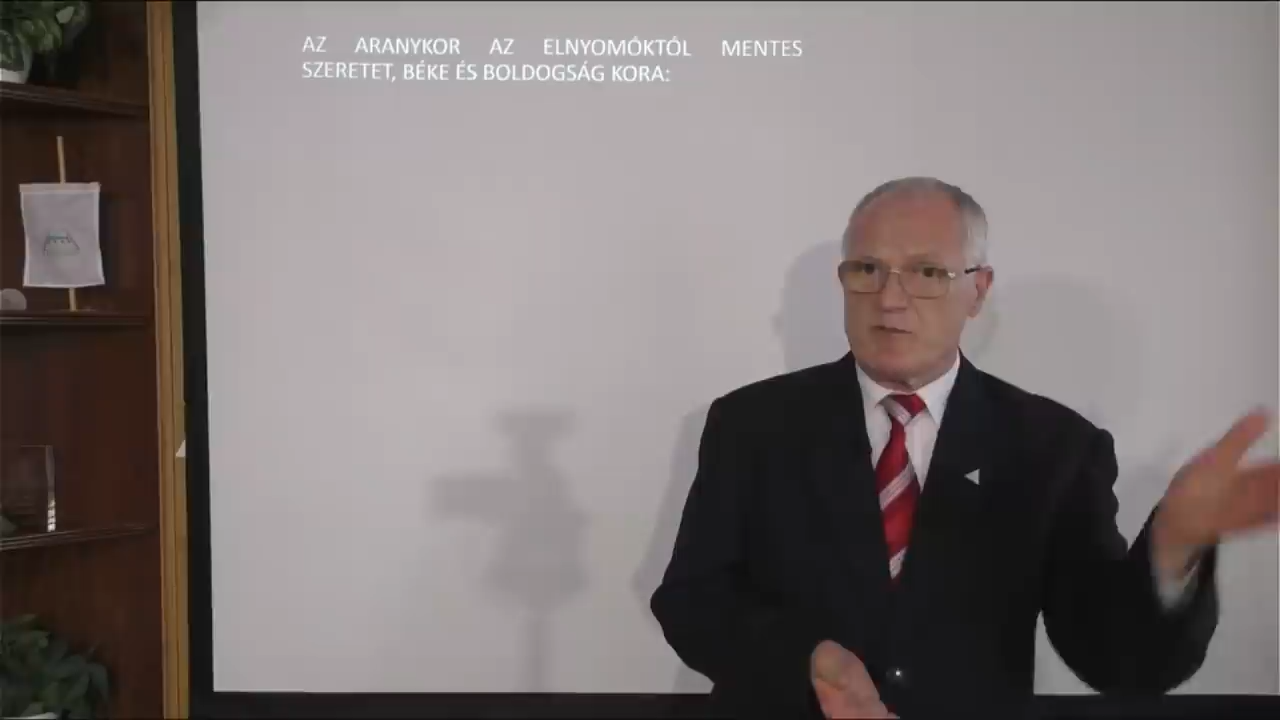 AZ ARANYKOR AZ ELNYOMÓKTÓL MENTES
SZERETET, BÉKE ÉS BOLDOGSÁG KORA: